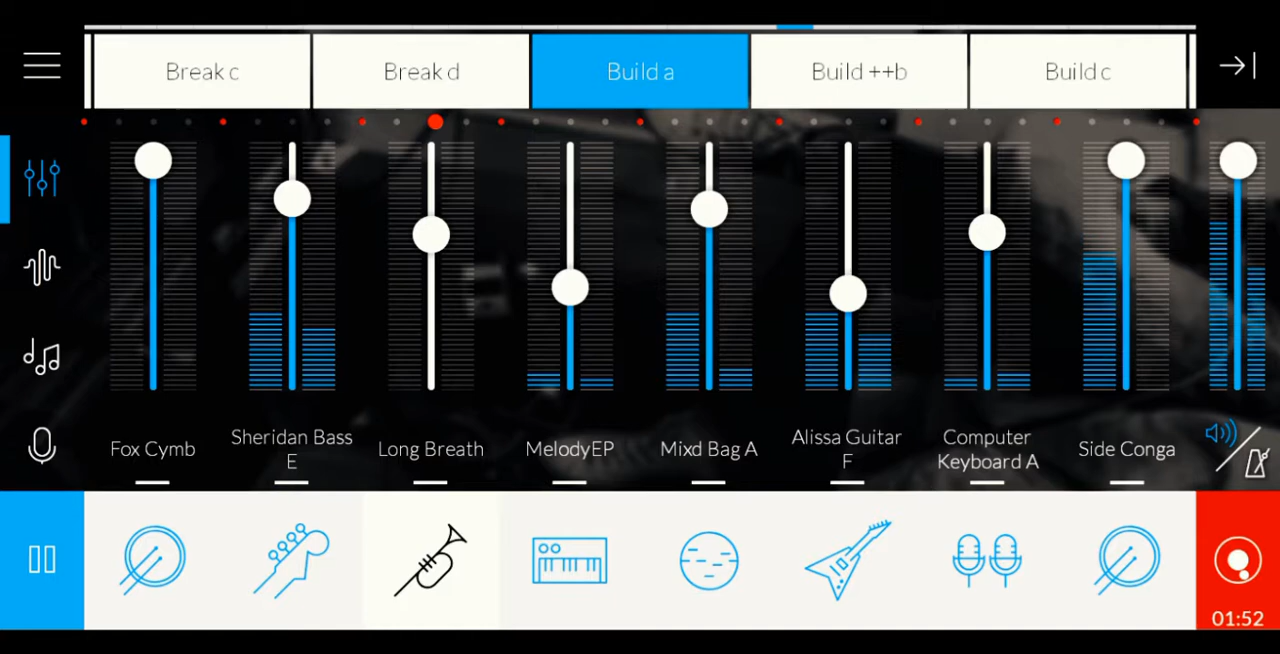 Break c
Break d
Build a
Build ++b
Build c
Fox Cymb
Sheridan Bass
E
Long Breath
MelodyEP
Mixd Bag A
Alissa Guitar
F
Computer
Keyboard A
Side Conga
01:52